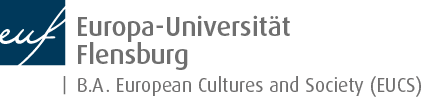 euf
Europa-Universität
Flensburg
| B.A. European Cultures and Society (EUCS)